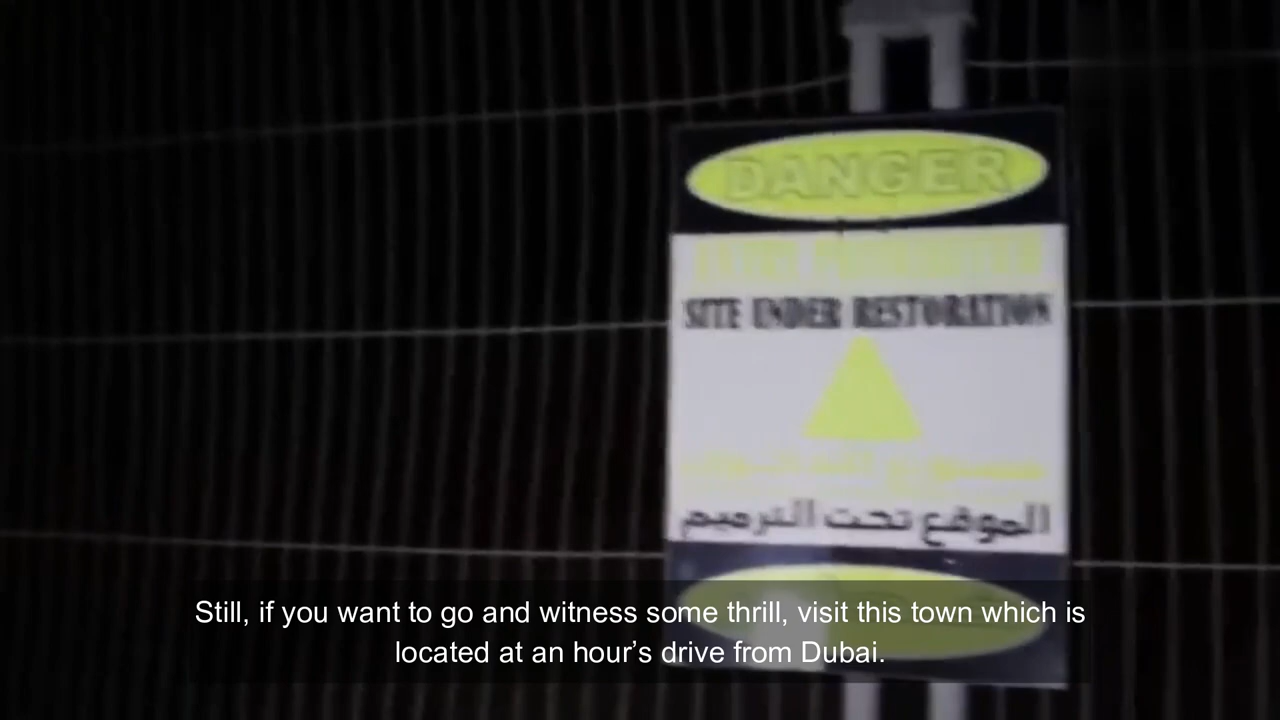 DANGER
SITE UNDER RESTORATION
الموقع تحت الترميم
Still, if you want to go and witness some thrill, visit this town which is
located at an hour’s drive from Dubai.